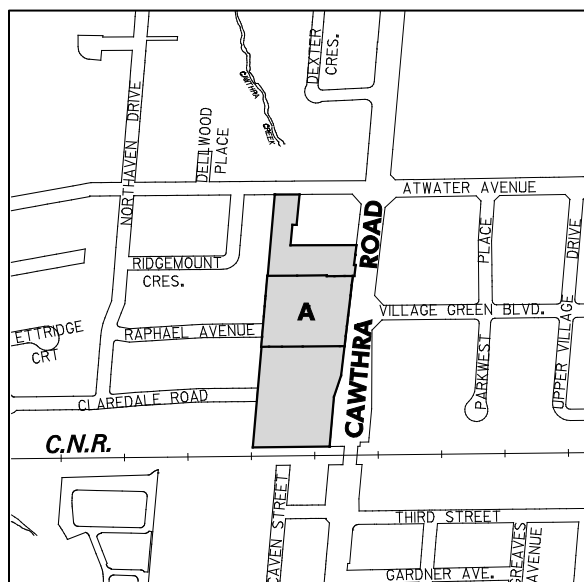 DEXTER
CRES.
CAWTHRA
CREEK
NORTHAVEN DRIVE
DELLWOOD
PLACE
ATWATER AVENUE
RIDGEMOUNT
CRES.
CAWTHRA ROAD
A
PLACE
PARKWEST
UPPER VILLAGE DRIVE
VILLAGE GREEN BLVD.
RAPHAEL AVENUE
ETTRIDGE
CRT
CLAREDALE ROAD
C.N.R.
CAVEN STREET
THIRD STREET
GREAVES
AVENUE
GARDNER AVE.